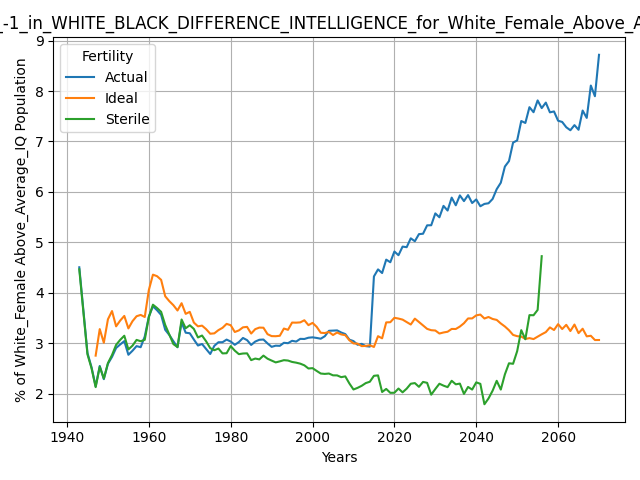 _-1_in_WHITE_BLACK_DIFFERENCE_INTELLIGENCE_for_White_Female_Above_A
% of White_Female Above_Average_IQ Population
9
8
7
6
5
4
3
2
Fertility
Actual
Ideal
Sterile
1940 1960 1980 2000 2020 2040 2060
Years